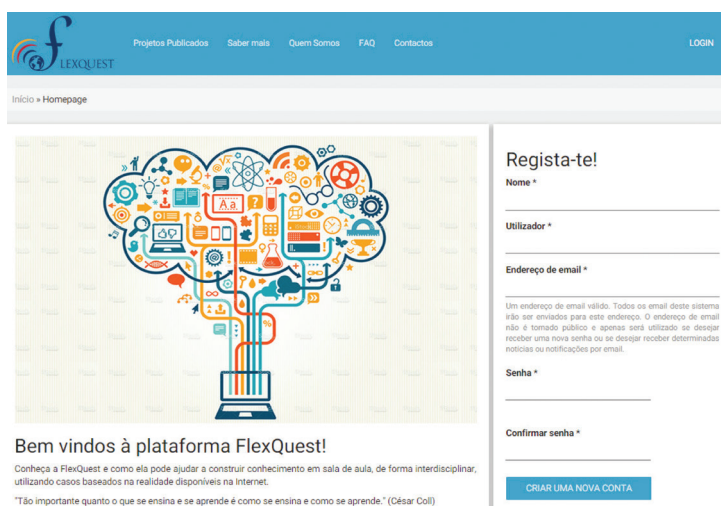 fLEXQUEST
Projetos Publicados Saber mais Quem Somos FAQ Contactos LOGIN
Início » Homepage
Aa
Bem vindos à plataforma FlexQuest!
Conheça a FlexQuest e como ela pode ajudar a construir conhecimento em sala de aula, de forma interdisciplinar,
utilizando casos baseados na realidade disponíveis na Internet.
"Tão importante quanto o que se ensina e se aprende é como se ensina e como se aprende." (César Coll)
Regista-te!
Nome *
Utilizador *
Endereço de email *
Um endereço de email válido. Todos os email deste sistema
irão ser enviados para este endereço. O endereço de email
não é tornado público e apenas será utilizado se desejar
receber uma nova senha ou se desejar receber determinadas
noticias ou notificações por email.
Senha *
Confirmar senha *
CRIAR UMA NOVA CONTA